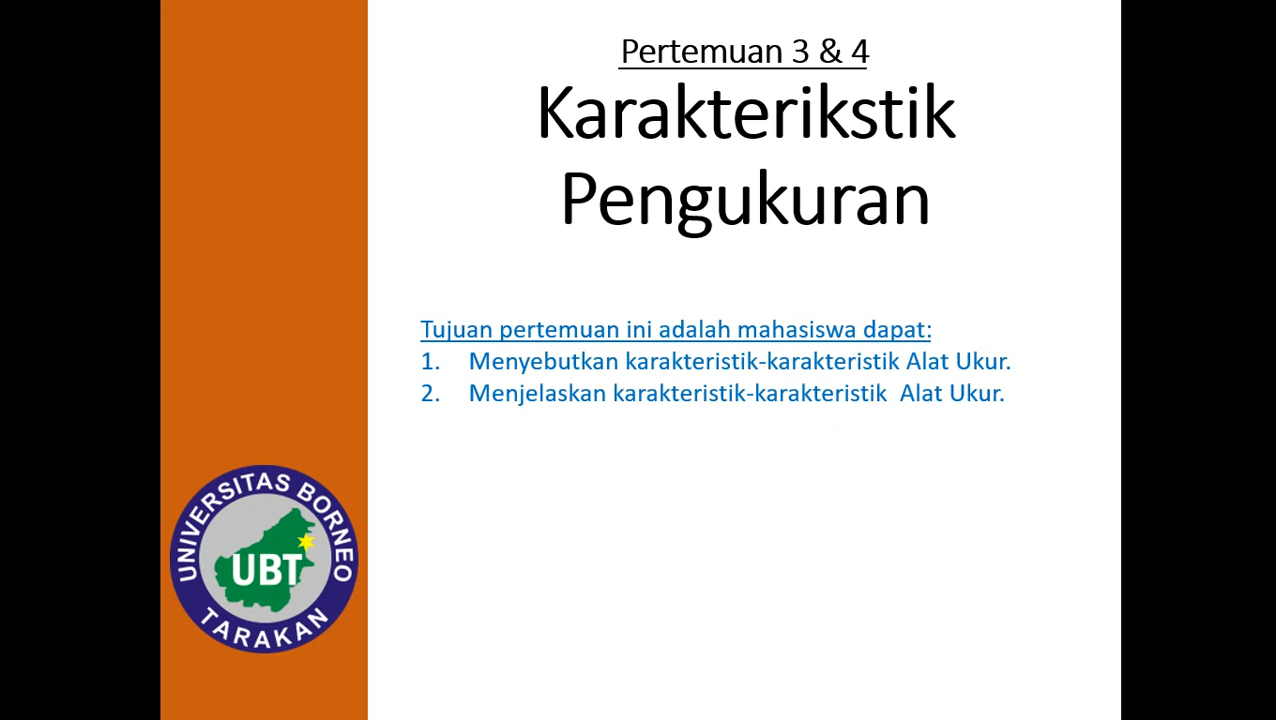 Pertemuan 3 & 4
Karakterikstik
Pengukuran
Tujuan pertemuan ini adalah mahasiswa dapat:
1. Menyebutkan karakteristik-karakteristik Alat Ukur.
2. Menjelaskan karakteristik-karakteristik Alat Ukur.
UNIVERSITAS BORNEO
UBT
TARAKAN